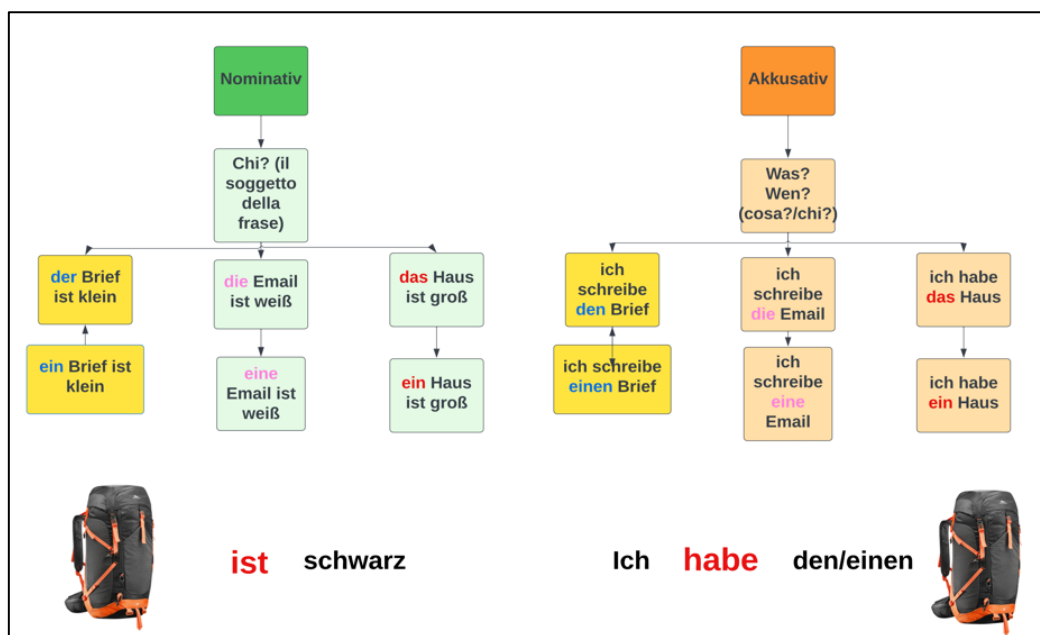 Nominativ
Chi? (il
soggetto
della
frase)
der Brief
ist klein
die Email
ist weiß
das Haus
ist groß
ein Brief ist
klein
eine
Email ist
weiß
ein Haus
ist groß
Akkusativ
Was?
Wen?
(cosa?/chi?)
ich
schreibe
den Brief
ich
schreibe
die Email
ich habe
das Haus
ich schreibe
einen Brief
ich
schreibe
eine
Email
ich habe
ein Haus
ist schwarz
Ich habe den/einen